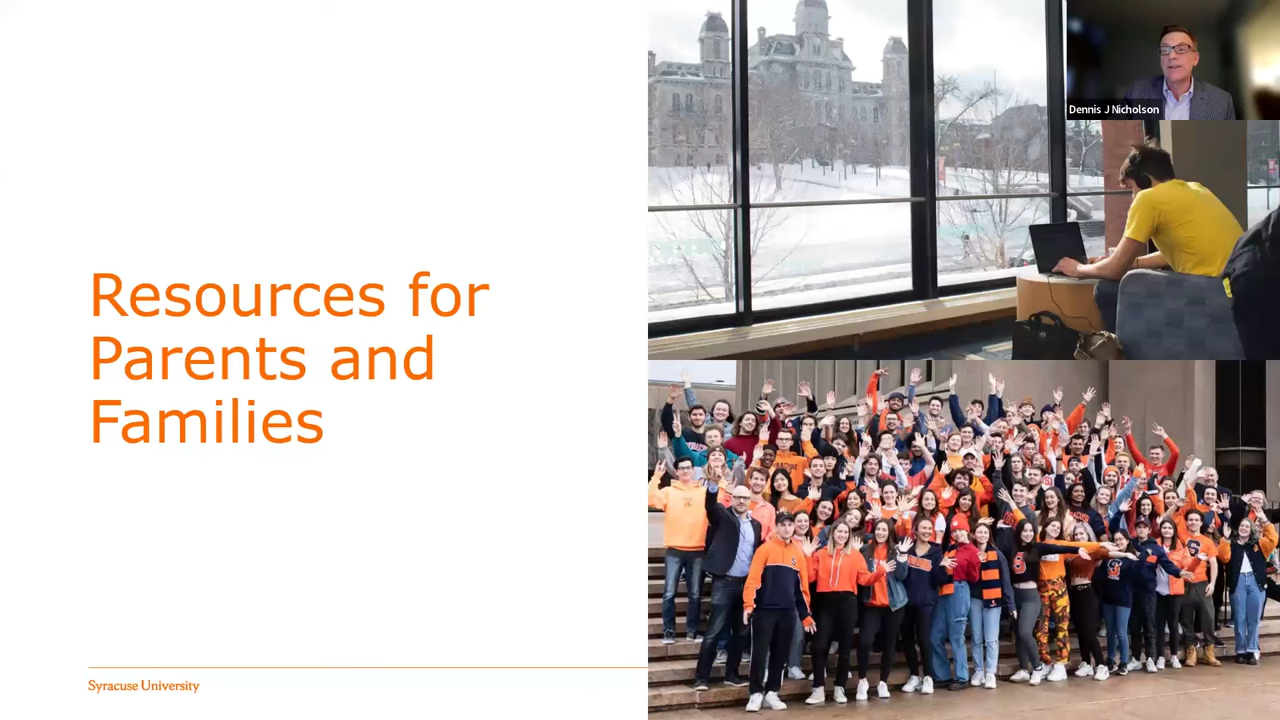 Dennis J Nicholson
Resources for
Parents and
Families
Syracuse University